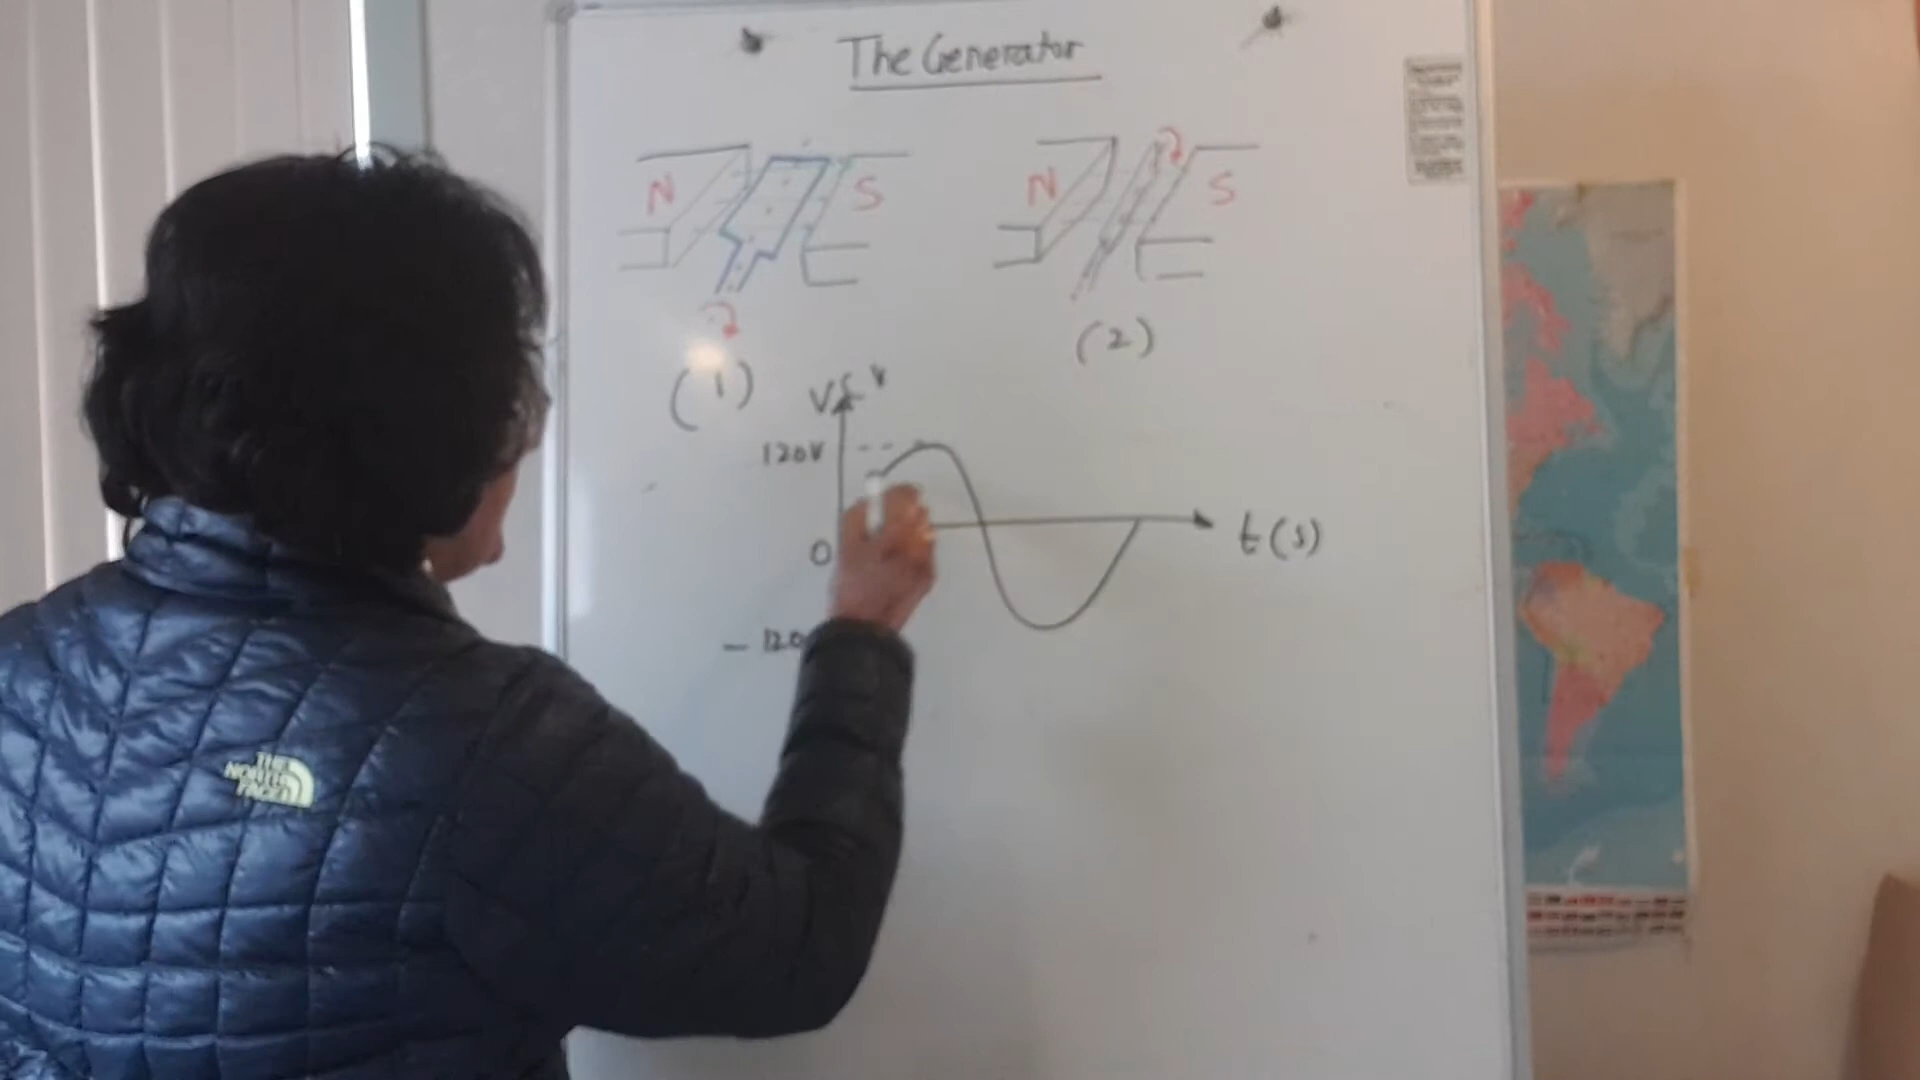 The Generator
N S
N S
(1)
(2)
V
120V
0
t(s)
- 120
THE
NORTH
FACE